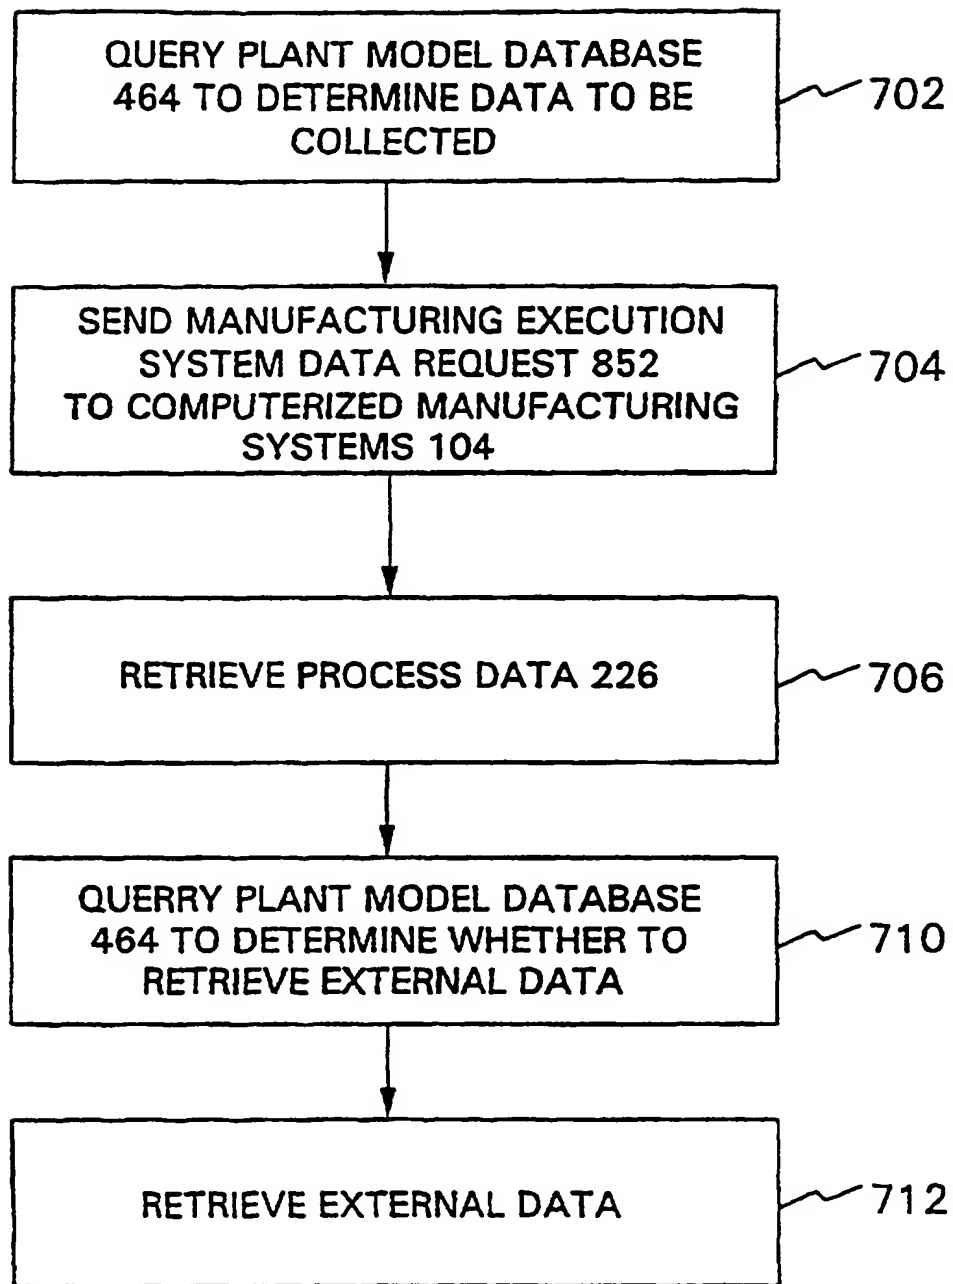 QUERY PLANT MODEL DATABASE
464 TO DETERMINE DATA TO BE
COLLECTED
702
SEND MANUFACTURING EXECUTION
SYSTEM DATA REQUEST 852
TO COMPUTERIZED MANUFACTURING
SYSTEMS 104
704
RETRIEVE PROCESS DATA 226
706
QUERRY PLANT MODEL DATABASE
464 TO DETERMINE WHETHER TO
RETRIEVE EXTERNAL DATA
710
RETRIEVE EXTERNAL DATA
712